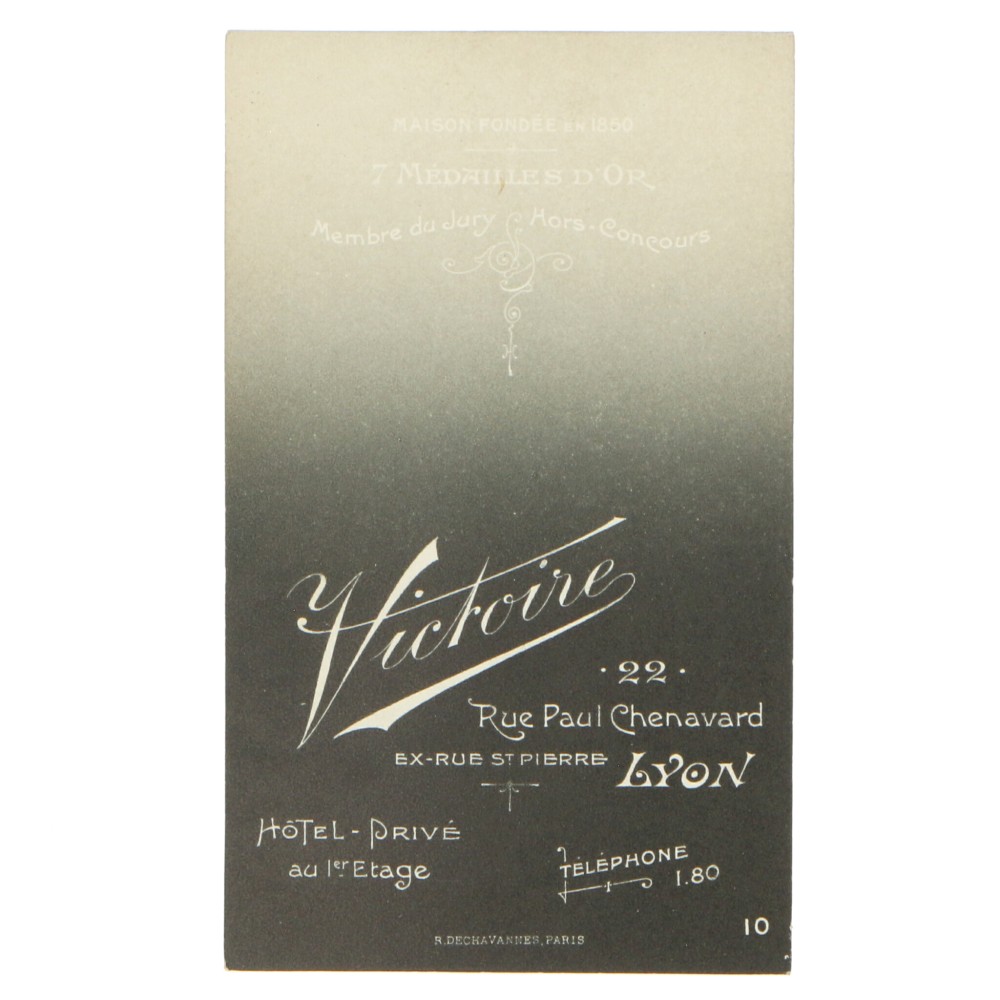 MAISON FONDÉE EN 1850
7 MÉDAILLES D'OR
Membre du Jury Hors-Concours
Victoire
· 22 ·
Rue Paul Chenavard
EX-RUE ST PIERRE LYON
HÔTEL-PRIVÉ
au 1er Etage
TÉLÉPHONE
1.80
10
R.DECHAVANNES, PARIS